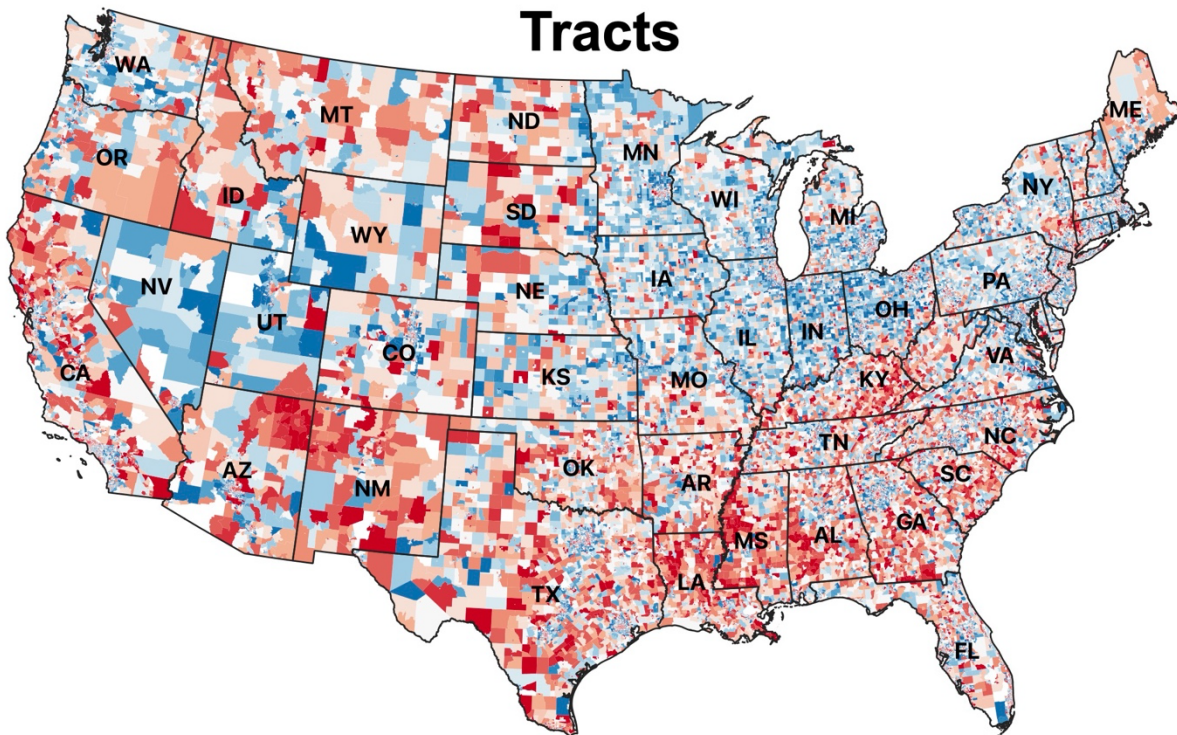 Tracts
WA
MT
ND
MN
ME
OR
ID
WI
MI
NY
SD
WY
IA
PA
NE
NV
UT
IL
IN
OH
CO
KS
MO
KY
VA
CA
TN
NC
OK
AR
SC
AZ
NM
MS
AL
GA
LA
TX
FL